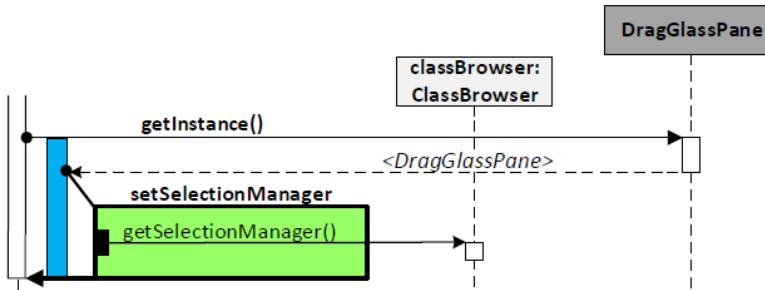 DragGlassPane
classBrowser:
ClassBrowser
getInstance()
<DragGlassPane>
setSelectionManager
getSelectionManager()